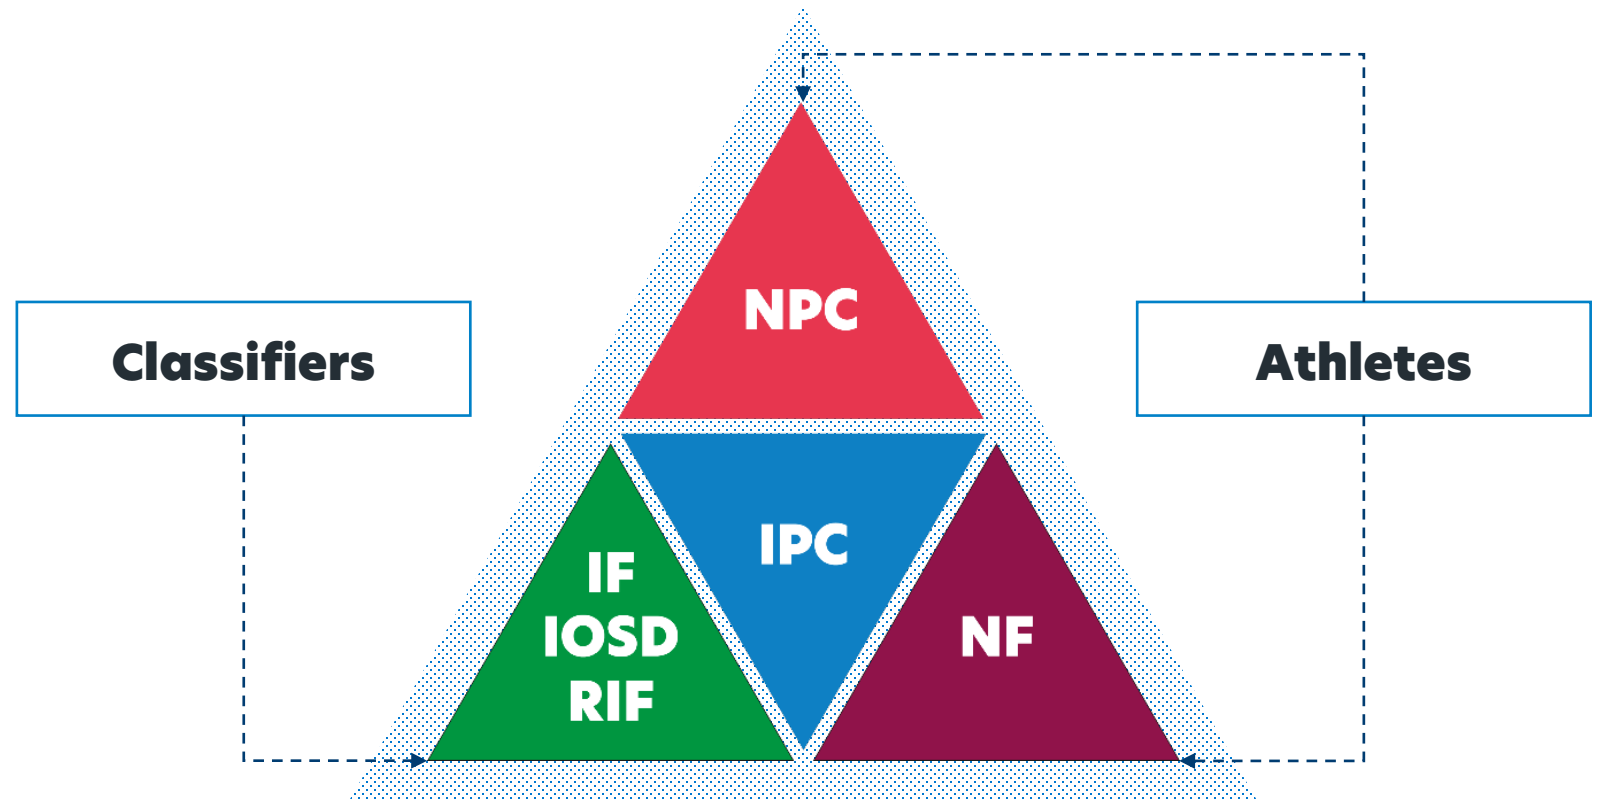 NPC
Classifiers
Athletes
IPC
IF
IOSD
RIF
NF